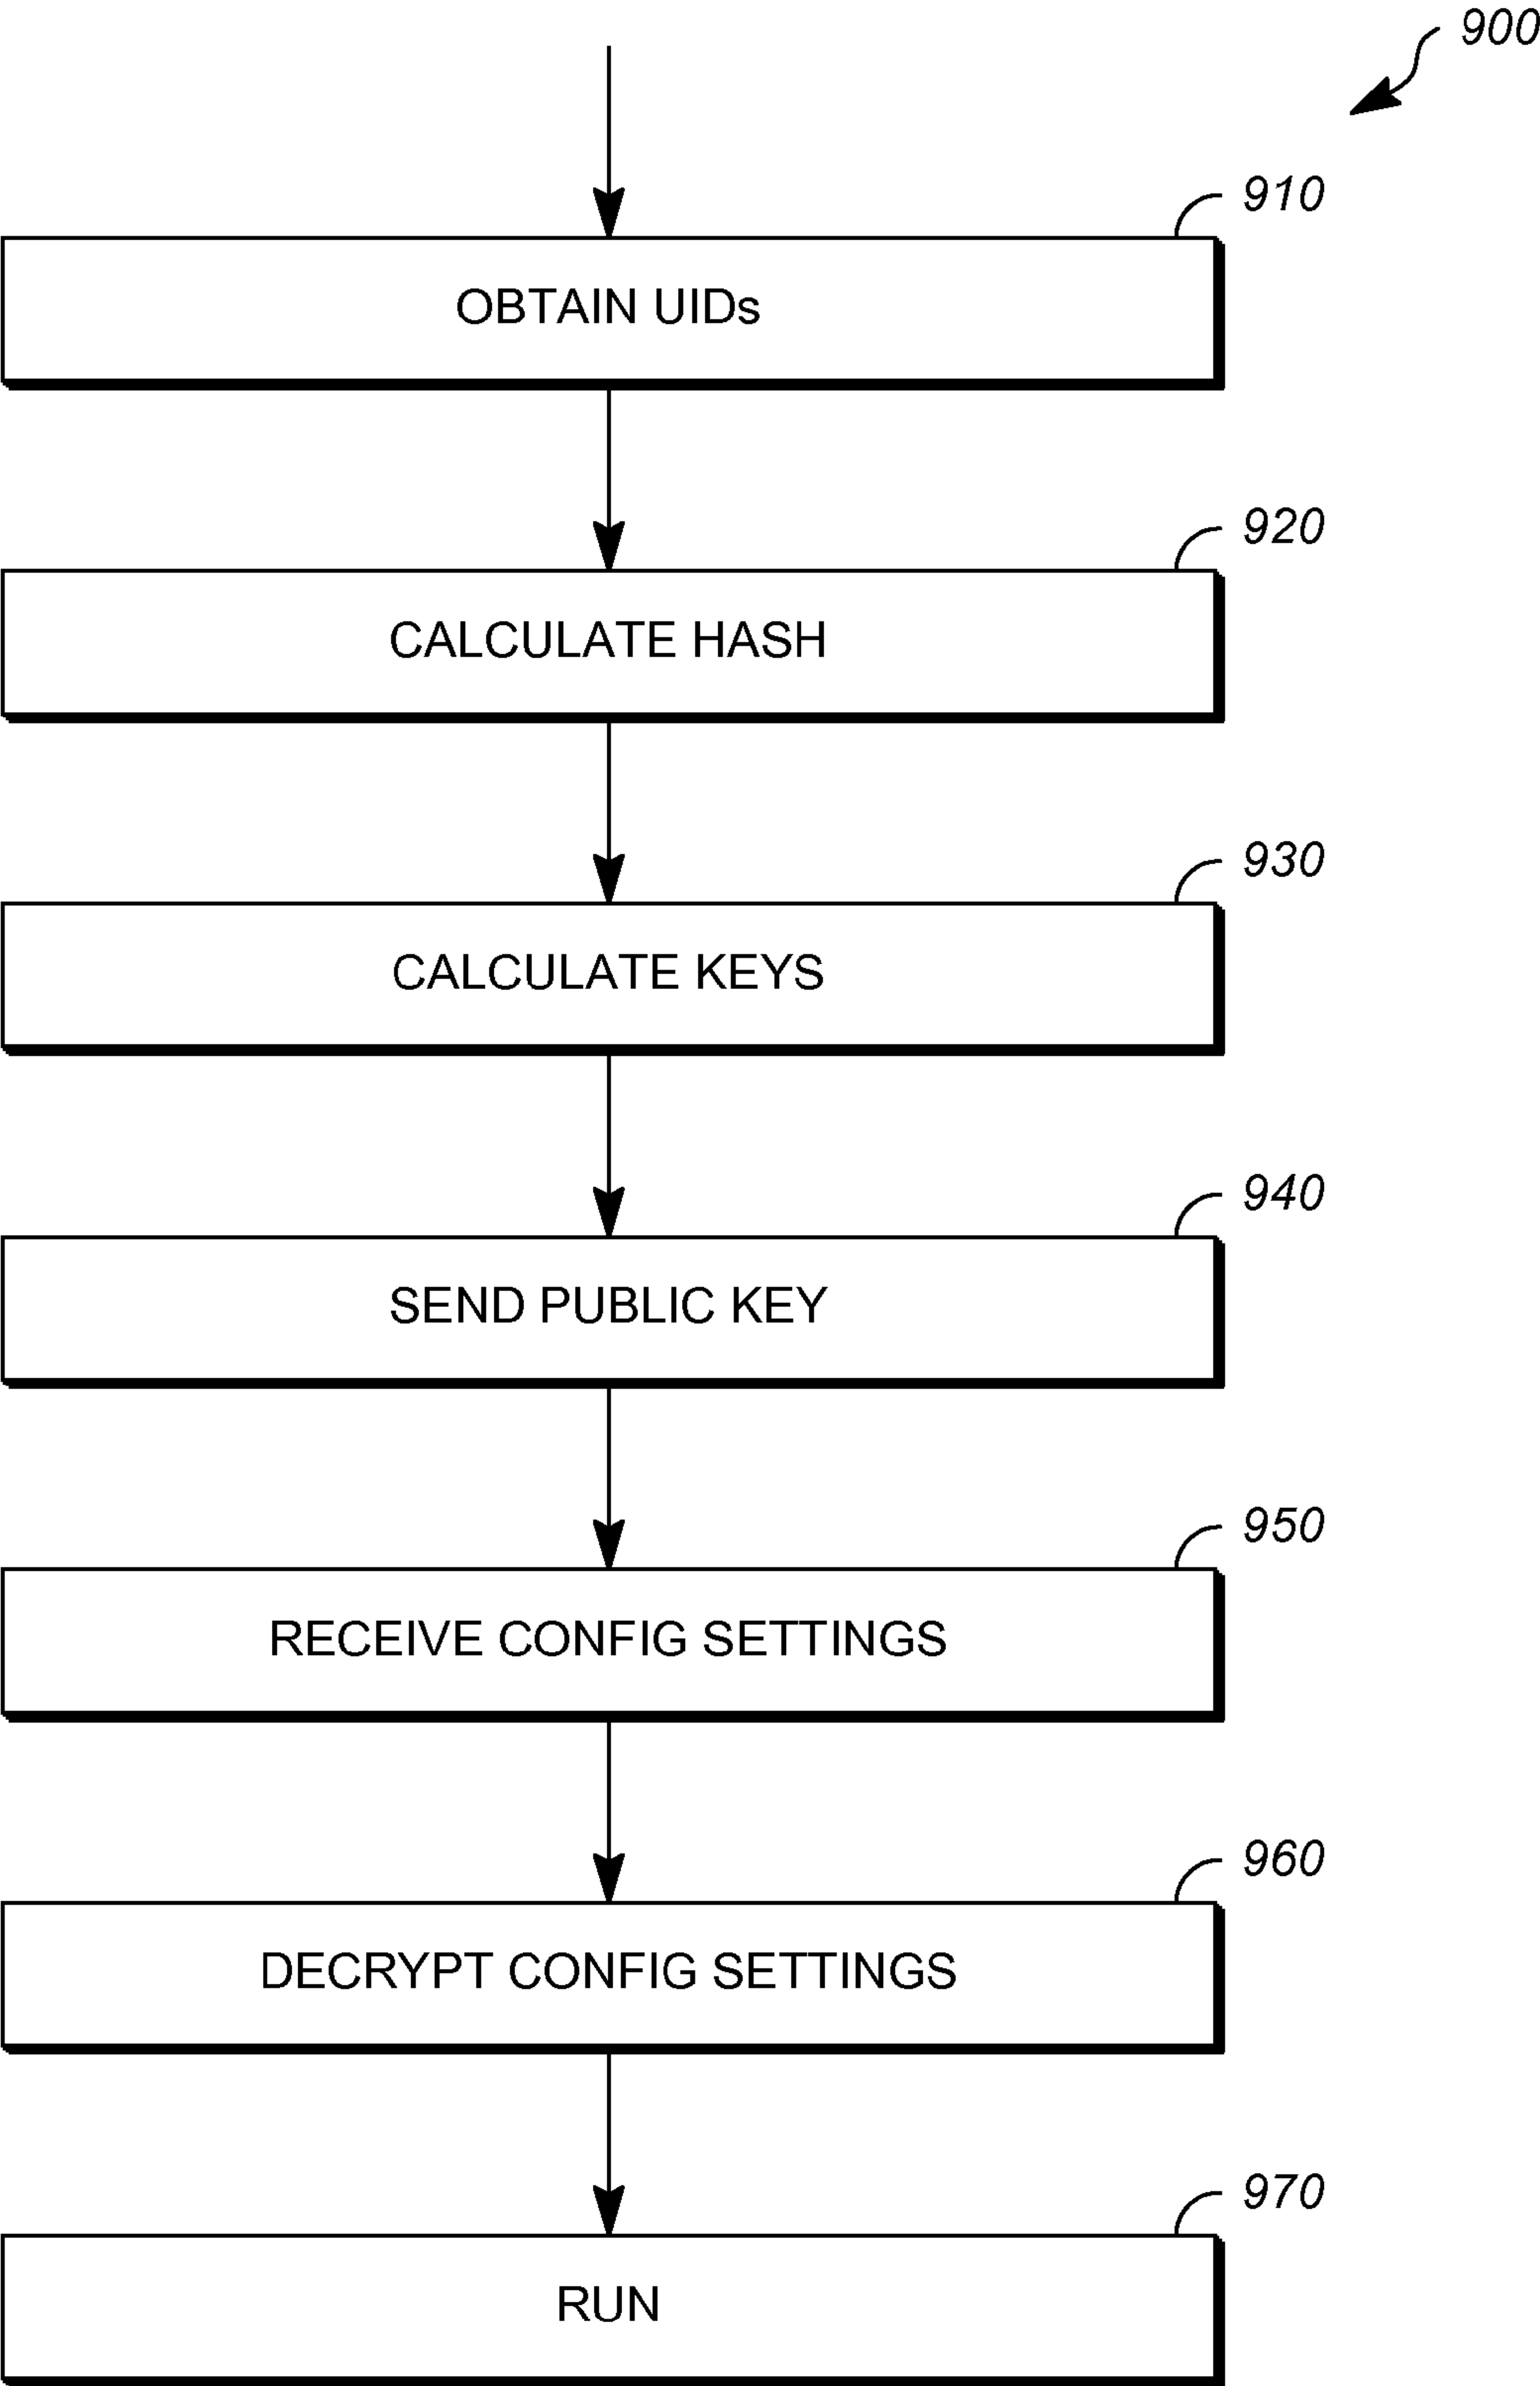 900
910
OBTAIN UIDs
920
CALCULATE HASH
930
CALCULATE KEYS
940
SEND PUBLIC KEY
950
RECEIVE CONFIG SETTINGS
960
DECRYPT CONFIG SETTINGS
970
RUN